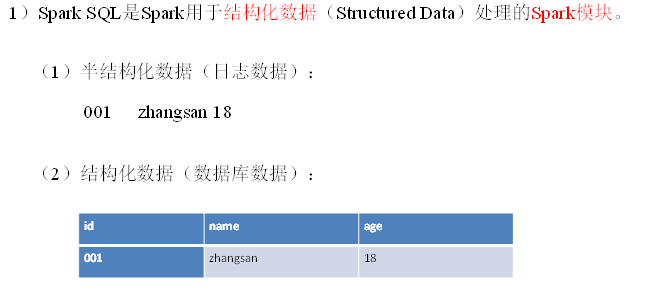 1）Spark SQL是Spark用于结构化数据（Structured Data）处理的Spark模块。
（1）半结构化数据（日志数据）：
001 zhangsan 18
（2）结构化数据（数据库数据）：
id name age
001 zhangsan 18